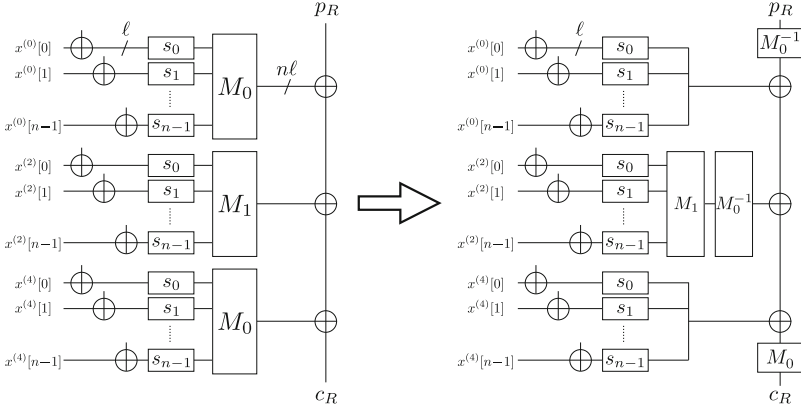 p_R
x^{(0)}[0] ℓ s_0
x^{(0)}[1] s_1
M_0 nℓ
x^{(0)}[n-1] s_{n-1}
x^{(2)}[0] s_0
x^{(2)}[1] s_1
M_1
x^{(2)}[n-1] s_{n-1}
x^{(4)}[0] s_0
x^{(4)}[1] s_1
M_0
x^{(4)}[n-1] s_{n-1}
c_R
p_R
x^{(0)}[0] ℓ s_0 M_0^{-1}
x^{(0)}[1] s_1
x^{(0)}[n-1] s_{n-1}
x^{(2)}[0] s_0
x^{(2)}[1] s_1
M_1 M_0^{-1}
x^{(2)}[n-1] s_{n-1}
x^{(4)}[0] s_0
x^{(4)}[1] s_1
x^{(4)}[n-1] s_{n-1} M_0
c_R